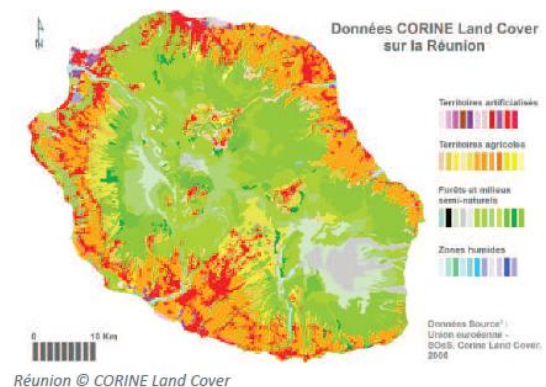 Données CORINE Land Cover
sur la Réunion
N
Territoires artificialisés
Territoires agricoles
Forêts et milieux
semi-naturels
Zones humides
0 10 Km
Données Source¹ :
Union européenne -
SOeS, Corine Land Cover,
2006
Réunion © CORINE Land Cover